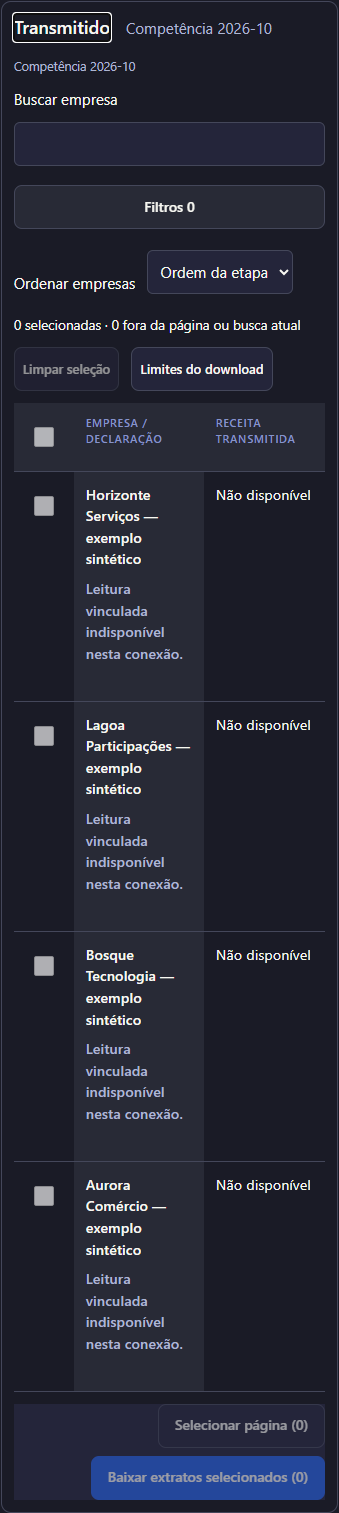 Transmitido Competência 2026-10
Competência 2026-10
Buscar empresa
Filtros 0
Ordenar empresas Ordem da etapa
0 selecionadas · 0 fora da página ou busca atual
Limpar seleção Limites do download
EMPRESA / RECEITA
DECLARAÇÃO TRANSMITIDA
Horizonte Não disponível
Serviços —
exemplo
sintético
Leitura
vinculada
indisponível
nesta conexão.
Lagoa Não disponível
Participações —
exemplo
sintético
Leitura
vinculada
indisponível
nesta conexão.
Bosque Não disponível
Tecnologia —
exemplo
sintético
Leitura
vinculada
indisponível
nesta conexão.
Aurora Não disponível
Comércio —
exemplo
sintético
Leitura
vinculada
indisponível
nesta conexão.
Selecionar página (0)
Baixar extratos selecionados (0)